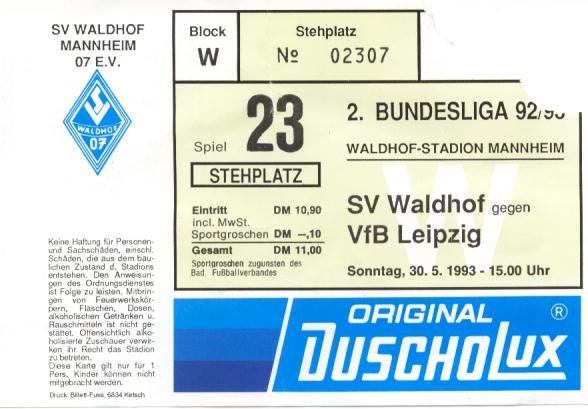 SV WALDHOF
MANNHEIM
07 E.V.
SV
WALDHOF
07
Block
W
Stehplatz
Nº 02307
Spiel 23
STEHPLATZ
2. BUNDESLIGA 92/93
WALDHOF-STADION MANNHEIM
W
SV Waldhof gegen
VfB Leipzig
Sonntag, 30. 5. 1993 - 15.00 Uhr
Eintritt DM 10,90
incl. MwSt.
Sportgroschen DM –,10
Gesamt DM 11,00
Sportgroschen zugunsten des
Bad. Fußballverbandes
Keine Haftung für Personen-
und Sachschäden, einschl.
Schäden, die aus dem bau-
lichen Zustand d. Stadions
entstehen. Den Anweisun-
gen des Ordnungsdienstes
ist Folge zu leisten. Mitbrin-
gen von Feuerwerkskör-
pern, Flaschen, Dosen,
alkoholischen Getränken u.
Rauschmitteln ist nicht ge-
stattet. Offensichtlich alko-
holisierte Zuschauer verwir-
ken ihr Recht das Stadion
zu betreten.
Diese Karte gilt nur für 1
Pers. Kinder können nicht
mitgebracht werden.
Druck: Billett-Fuss, 6834 Ketsch
ORIGINAL ®
DUSCHOLUX